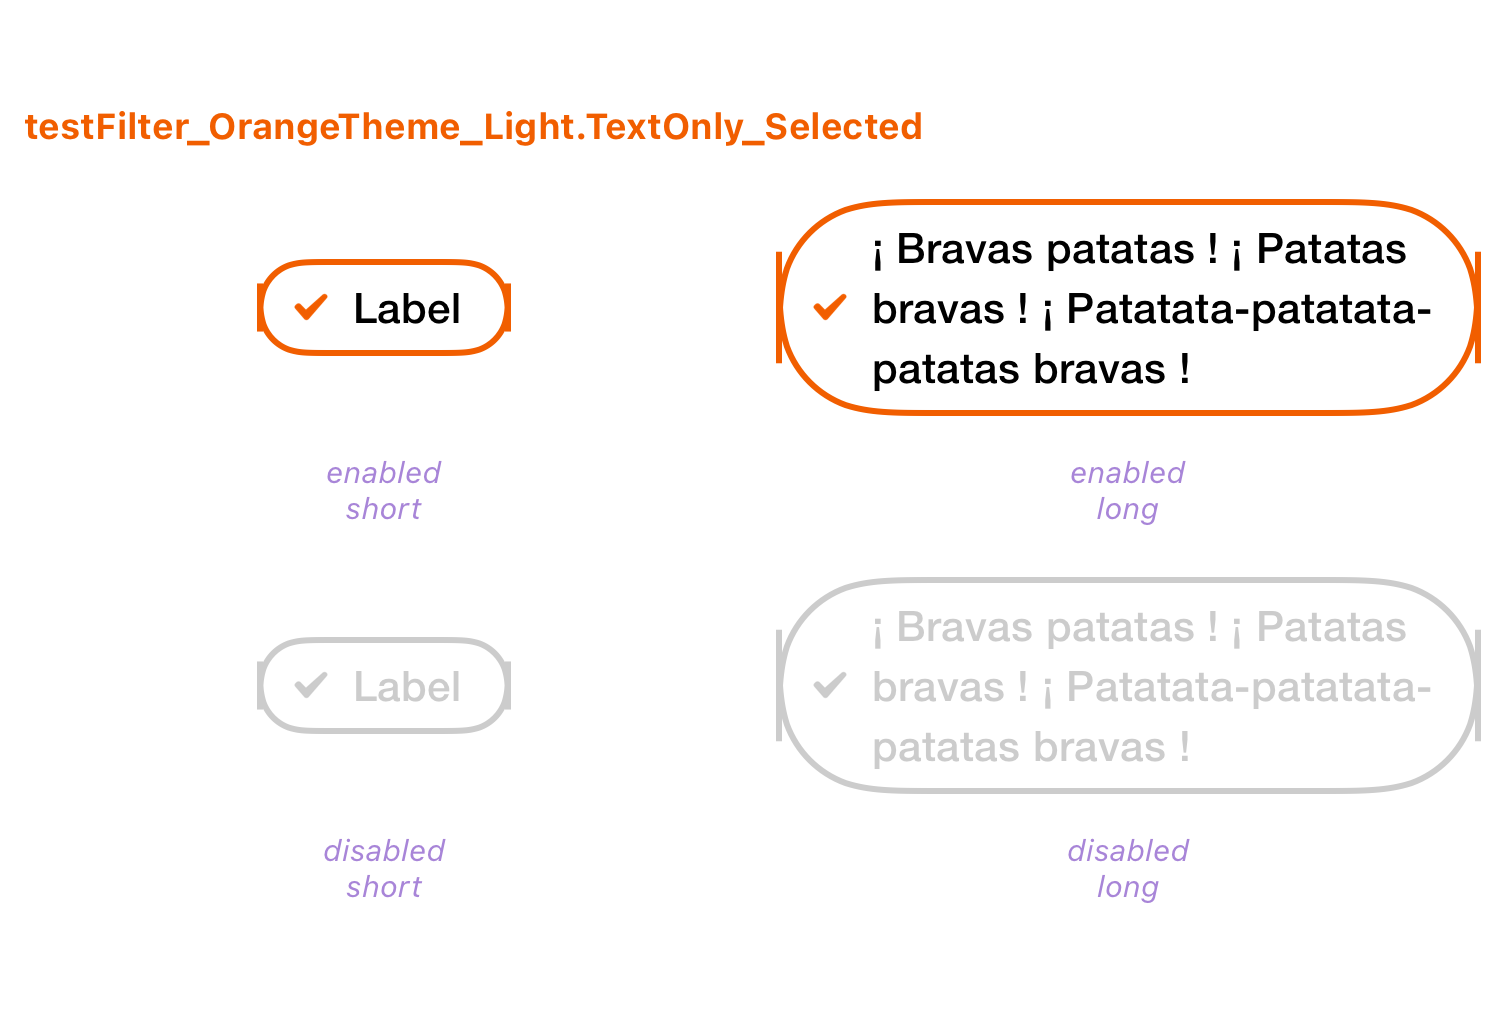 testFilter_OrangeTheme_Light.TextOnly_Selected
Label
¡ Bravas patatas ! ¡ Patatas
bravas ! ¡ Patatata-patatata-
patatas bravas !
enabled
short
enabled
long
Label
¡ Bravas patatas ! ¡ Patatas
bravas ! ¡ Patatata-patatata-
patatas bravas !
disabled
short
disabled
long